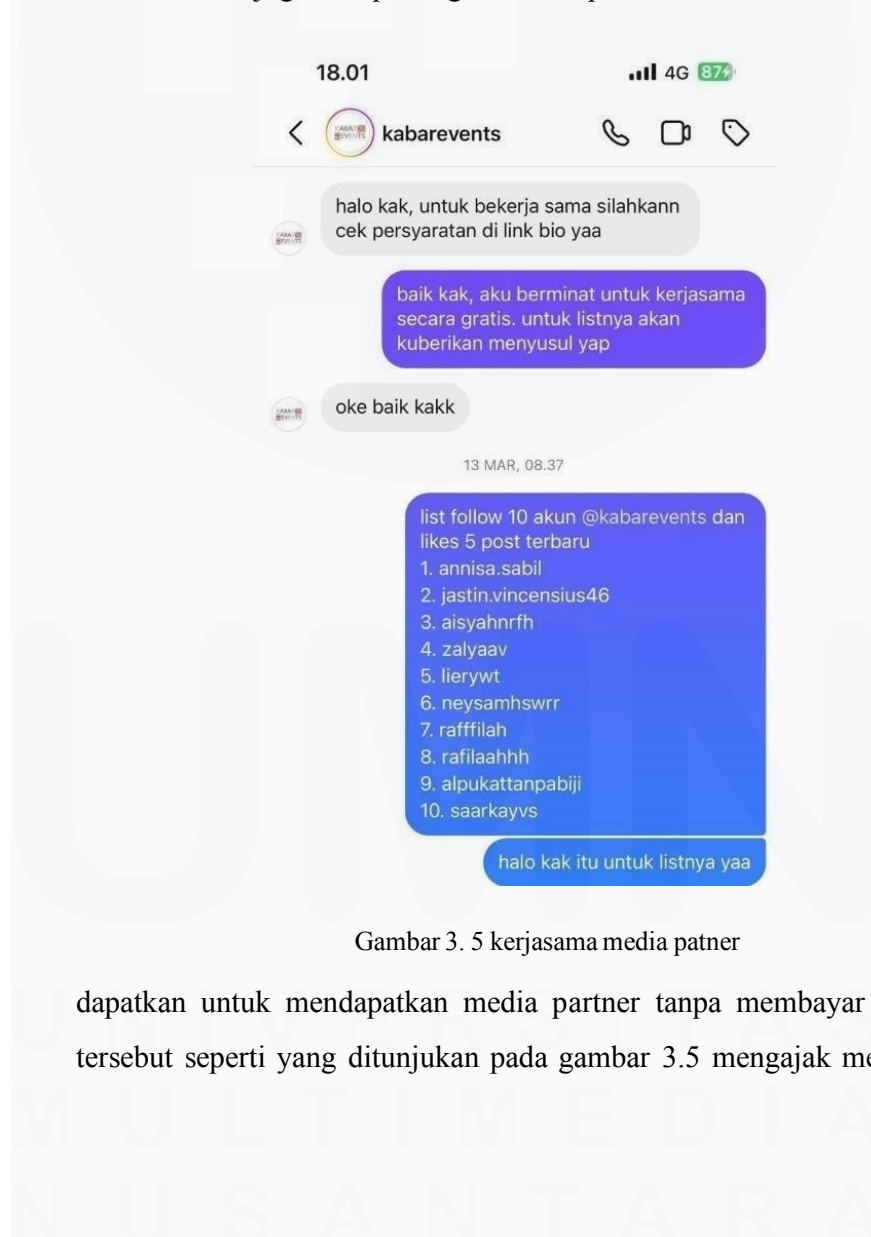 18.01
4G 87
kabarevents
halo kak, untuk bekerja sama silahkann
cek persyaratan di link bio yaa
baik kak, aku berminat untuk kerjasama
secara gratis. untuk listnya akan
kuberikan menyusul yap
oke baik kakk
13 MAR, 08.37
list follow 10 akun @kabarevents dan
likes 5 post terbaru
1. annisa.sabil
2. jastin.vincensius46
3. aisyahnrfh
4. zalyaav
5. lierywt
6. neysamhswrr
7. rafffilah
8. rafilaahhh
9. alpukattanpabiji
10. saarkayvs
halo kak itu untuk listnya yaa
Gambar 3. 5 kerjasama media patner
dapatkan untuk mendapatkan media partner tanpa membayar
tersebut seperti yang ditunjukan pada gambar 3.5 mengajak me
UMN
UNIVERSITAS
MULTIMEDIA
NUSANTARA